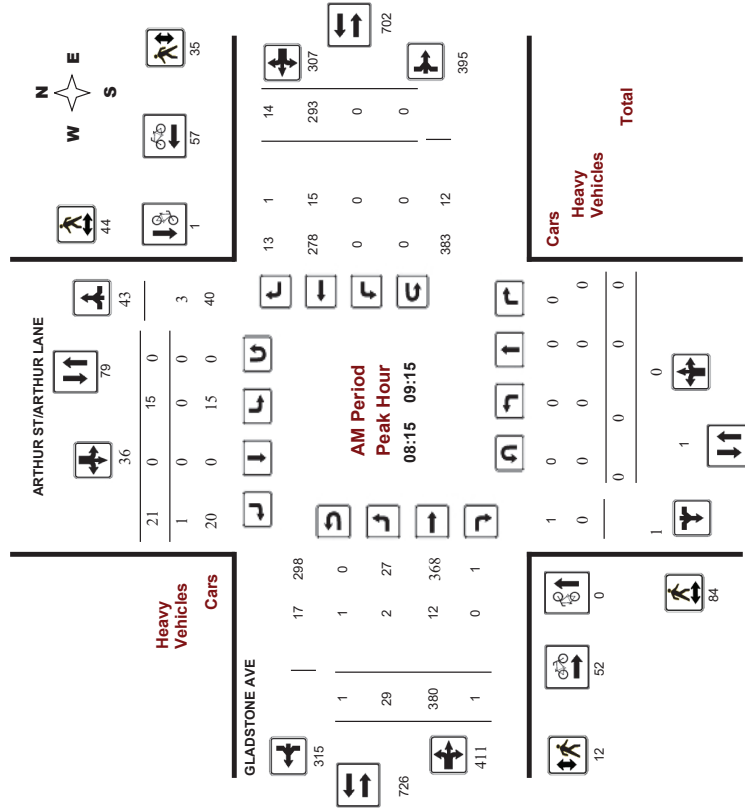 702
N
W E
S
35
307
44
57
1
395
14 1 13
293 15 278
0 0 0
0 0 0
12 383
ARTHUR ST/ARTHUR LANE
36
79
43
21 0 15 0
1 0 0 0 3
20 0 15 0 40
Heavy
Vehicles
Cars
AM Period
Peak Hour
08:15 09:15
GLADSTONE AVE
315
726
411
17 298
1 1 0
29 2 27
380 12 368
1 0 1
Cars
Heavy
Vehicles
Total
1 0 0 0 0
0 0 0 0 0
0 0 0 0
1
1
0
12
52
0
84